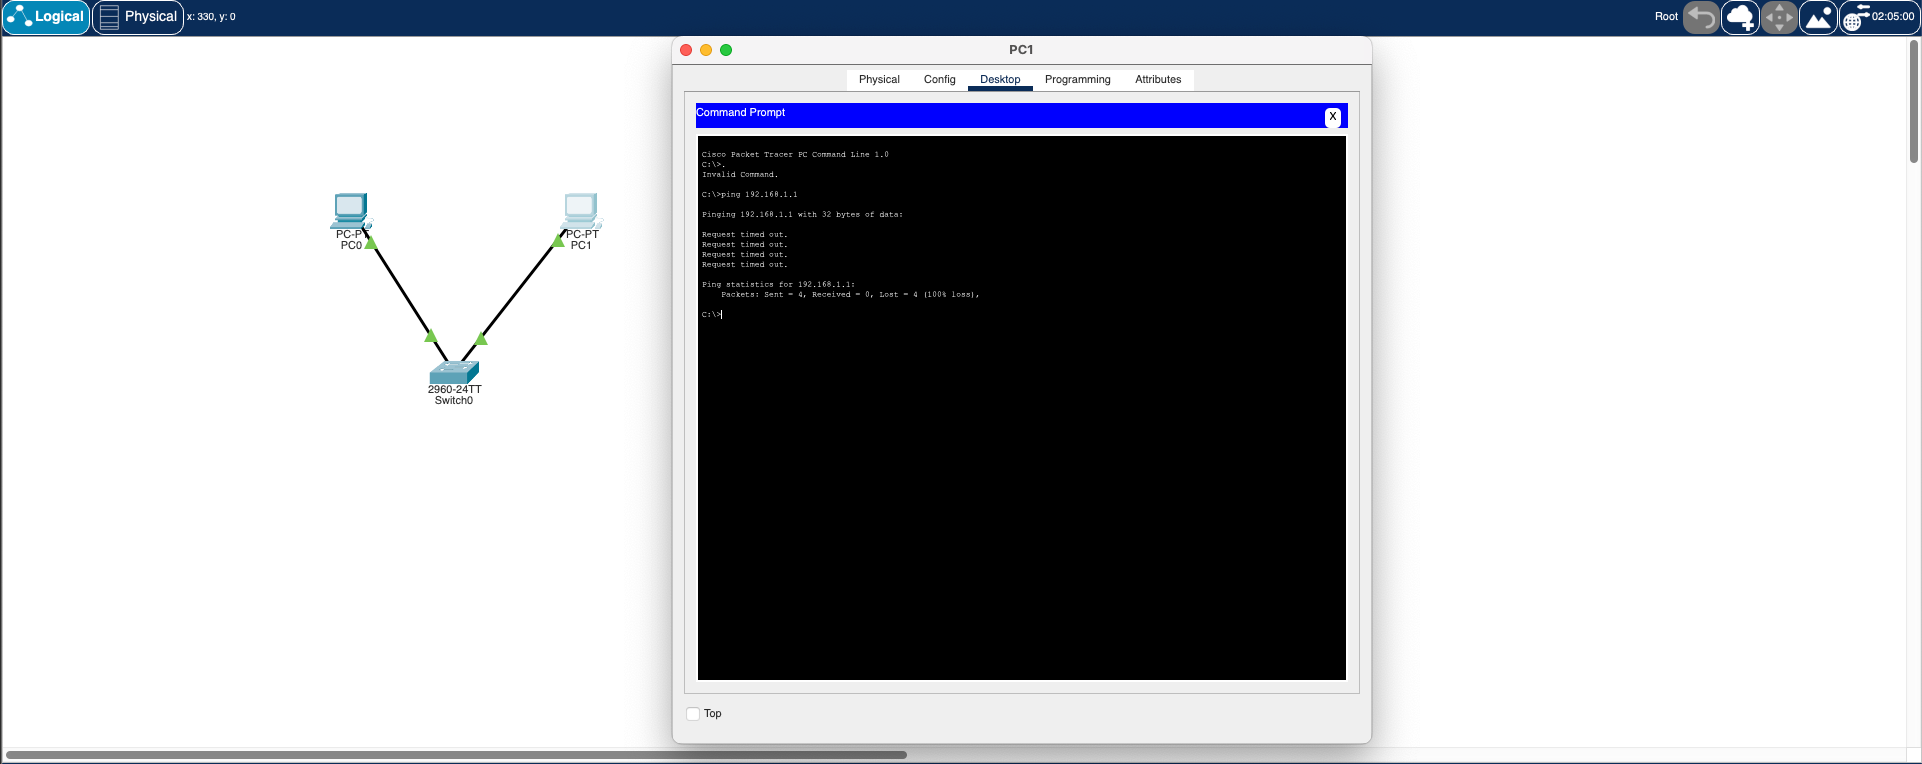 Logical
Physical
x: 330, y: 0
Root
02:05:00
PC1
Physical
Config
Desktop
Programming
Attributes
Command Prompt
X
Cisco Packet Tracer PC Command Line 1.0
C:\>.
Invalid Command.
C:\>ping 192.168.1.1
Pinging 192.168.1.1 with 32 bytes of data:
Request timed out.
Request timed out.
Request timed out.
Request timed out.
Ping statistics for 192.168.1.1:
Packets: Sent = 4, Received = 0, Lost = 4 (100% loss),
C:\>
Top
PC-PT
PC0
PC-PT
PC1
2960-24TT
Switch0